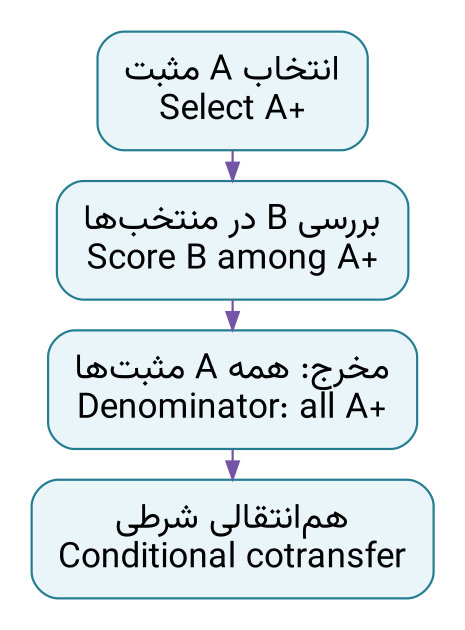 انتخاب A مثبت
Select A+
بررسی B در منتخب‌ها
Score B among A+
مخرج: همه A مثبت‌ها
Denominator: all A+
هم‌انتقالی شرطی
Conditional cotransfer